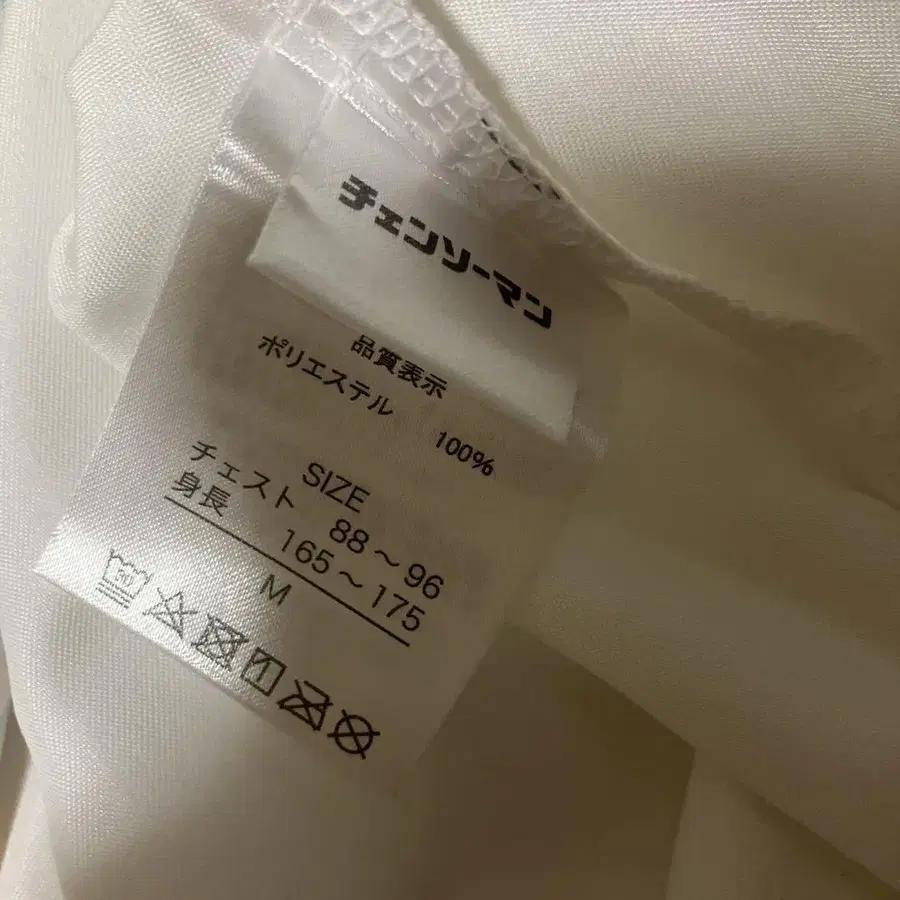 チェンソーマン
品質表示
ポリエステル 100%
SIZE
チェスト 88～96
身長 165～175
M